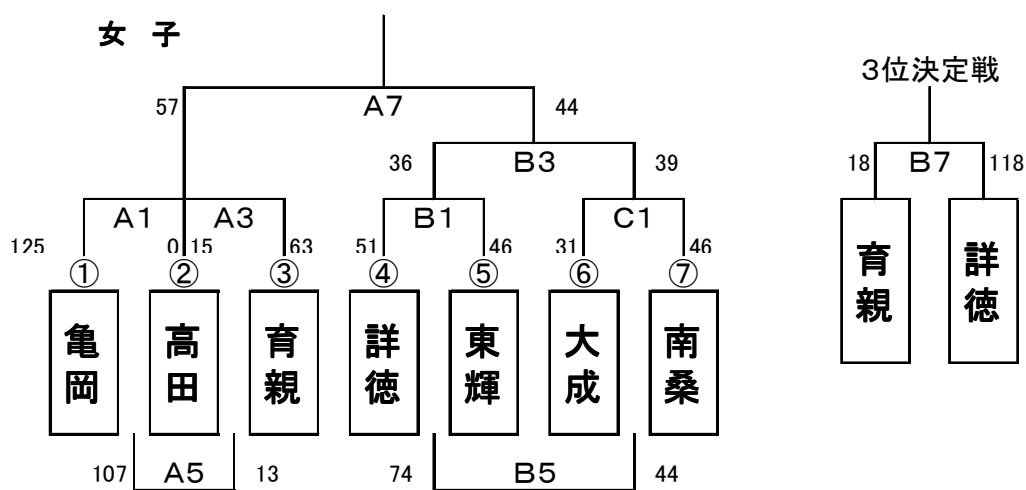 女 子
3位決定戦
57 A7 44
36 B3 39
18 B7 118
A1 A3 B1 C1
125 0 15 63 51 46 31 46
① ② ③ ④ ⑤ ⑥ ⑦
亀岡 高田 育親 詳徳 東輝 大成 南桑
育親 詳徳
107 A5 13 74 B5 44